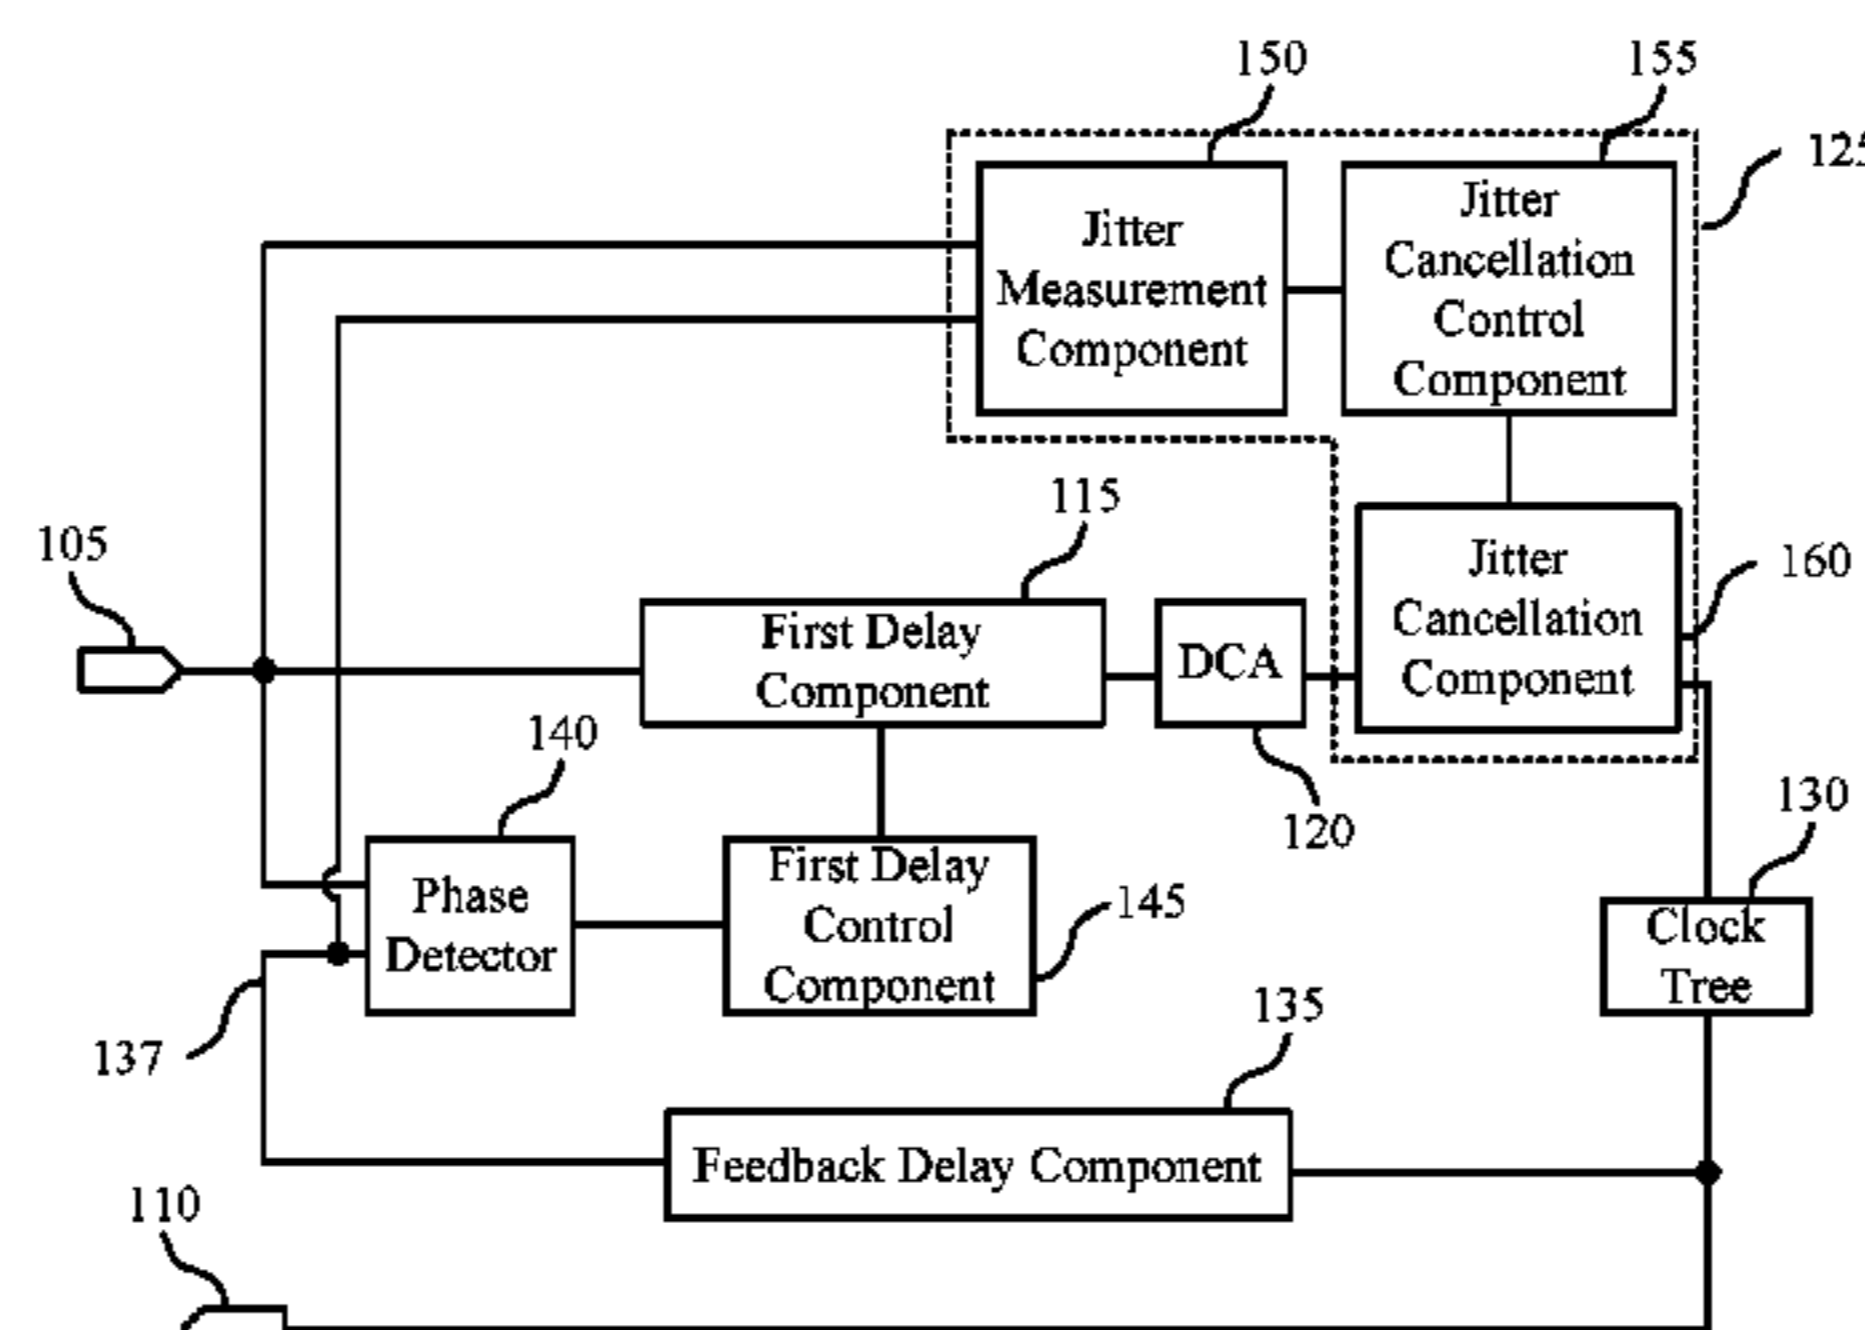 150
155
125
Jitter
Measurement
Component
Jitter
Cancellation
Control
Component
115
105
160
Jitter
Cancellation
Component
First Delay
Component
DCA
140
120
130
Phase
Detector
First Delay
Control
Component
145
Clock
Tree
137
135
Feedback Delay Component
110